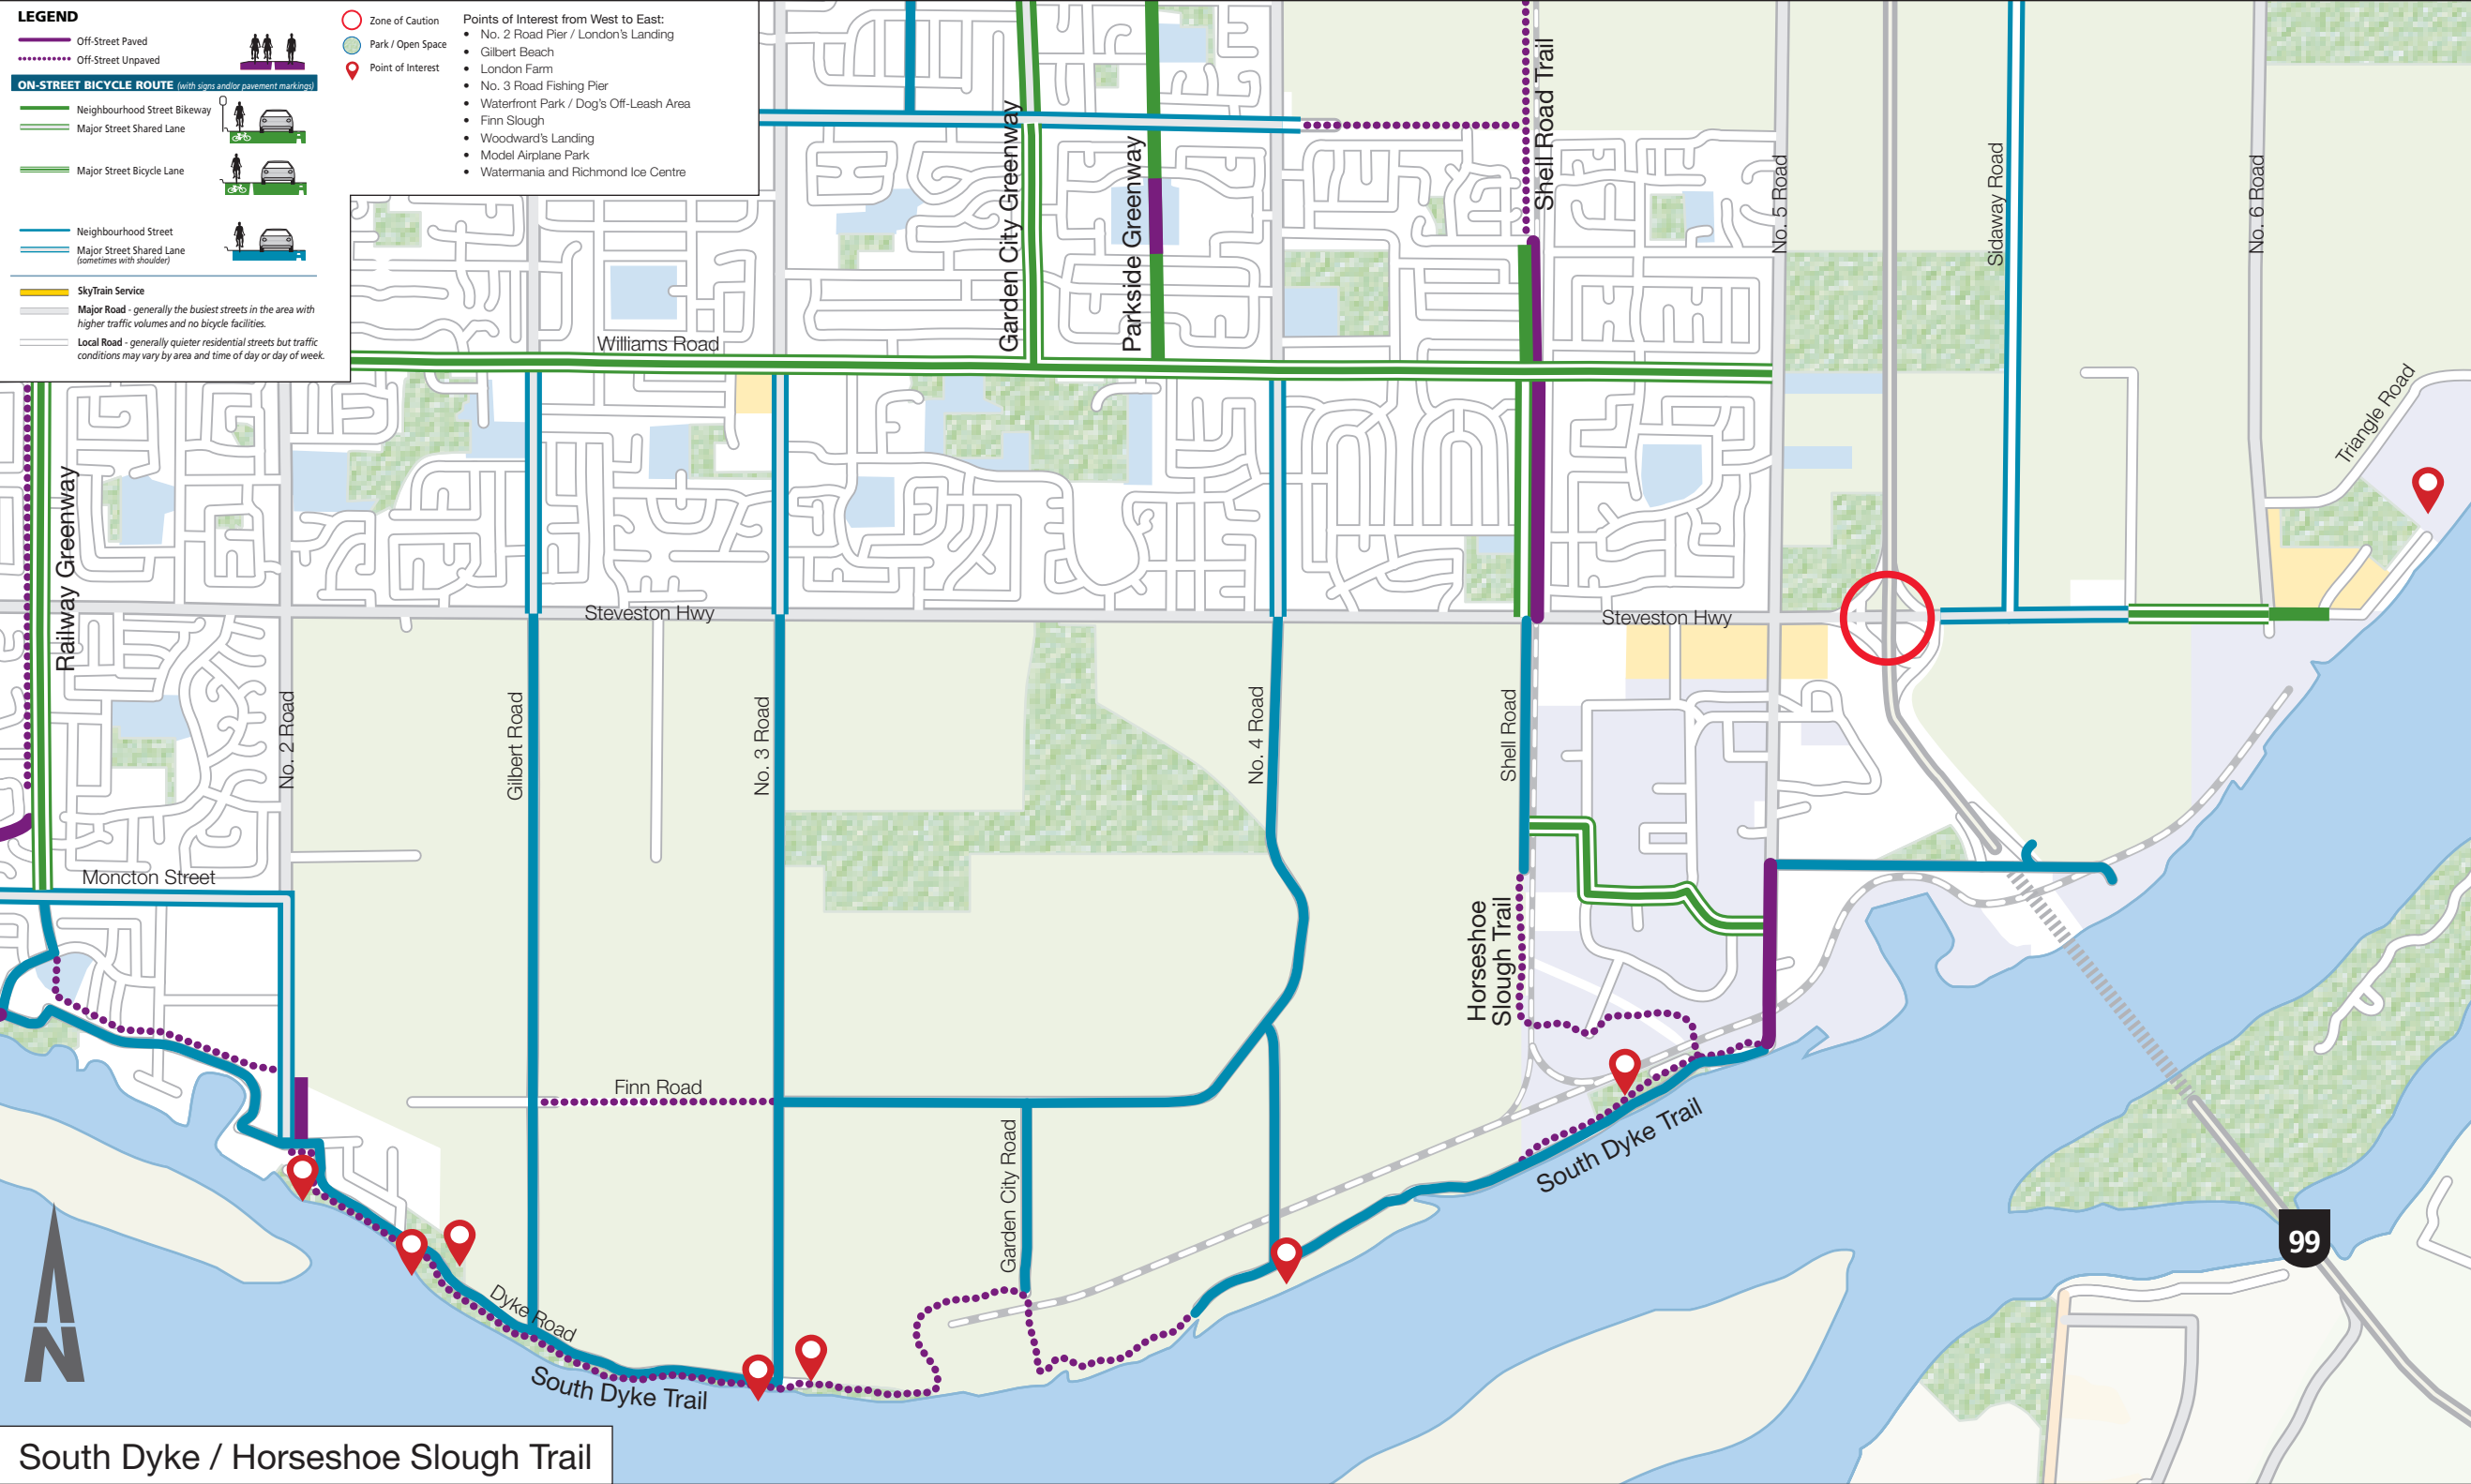 LEGEND
Off-Street Paved
Off-Street Unpaved
ON-STREET BICYCLE ROUTE (with signs and/or pavement markings)
Neighbourhood Street Bikeway
Major Street Shared Lane
Major Street Bicycle Lane
Neighbourhood Street
Major Street Shared Lane
(sometimes with shoulder)
SkyTrain Service
Major Road - generally the busiest streets in the area with
higher traffic volumes and no bicycle facilities.
Local Road - generally quieter residential streets but traffic
conditions may vary by area and time of day or day of week.
Zone of Caution
Park / Open Space
Point of Interest
Points of Interest from West to East:
• No. 2 Road Pier / London's Landing
• Gilbert Beach
• London Farm
• No. 3 Road Fishing Pier
• Waterfront Park / Dog's Off-Leash Area
• Finn Slough
• Woodward's Landing
• Model Airplane Park
• Watermania and Richmond Ice Centre
Garden City Greenway
Parkside Greenway
Shell Road Trail
No. 5 Road
Sidaway Road
No. 6 Road
Williams Road
Triangle Road
Railway Greenway
Steveston Hwy
Steveston Hwy
No. 2 Road
Gilbert Road
No. 3 Road
No. 4 Road
Shell Road
Moncton Street
Horseshoe
Slough Trail
Finn Road
Garden City Road
South Dyke Trail
Dyke Road
South Dyke Trail
99
N
South Dyke / Horseshoe Slough Trail